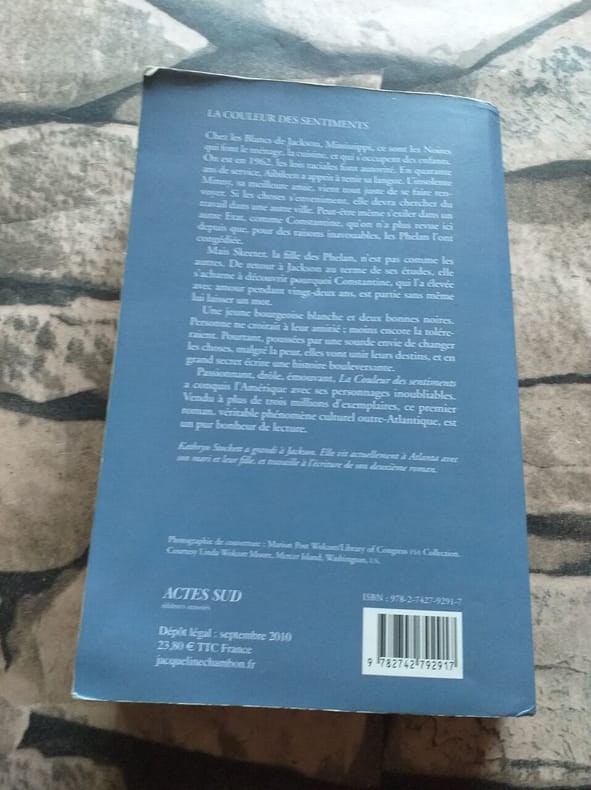 LA COULEUR DES SENTIMENTS
Chez les Blancs de Jackson, Mississippi, ce sont les Noires
qui font le ménage, la cuisine, et qui s'occupent des enfants.
On est en 1962, les lois raciales font autorité. En quarante
ans de service, Aibileen a appris à tenir sa langue. L'insolente
Minny, sa meilleure amie, vient tout juste de se faire ren-
voyer. Si les choses s'enveniment, elle devra chercher du
travail dans une autre ville. Peut-être même s'exiler dans un
autre Etat, comme Constantine, qu'on n'a plus revue ici
depuis que, pour des raisons inavouables, les Phelan l'ont
congédiée.
Mais Skeeter, la fille des Phelan, n'est pas comme les
autres. De retour à Jackson au terme de ses études, elle
s'acharne à découvrir pourquoi Constantine, qui l'a élevée
avec amour pendant vingt-deux ans, est partie sans même
lui laisser un mot.
Une jeune bourgeoise blanche et deux bonnes noires.
Personne ne croirait à leur amitié ; moins encore la tolére-
raient. Pourtant, poussées par une sourde envie de changer
les choses, malgré la peur, elles vont unir leurs destins, et en
grand secret écrire une histoire bouleversante.
Passionnant, drôle, émouvant, La Couleur des sentiments
a conquis l'Amérique avec ses personnages inoubliables.
Vendu à plus de trois millions d'exemplaires, ce premier
roman, véritable phénomène culturel outre-Atlantique, est
un pur bonheur de lecture.
Kathryn Stockett a grandi à Jackson. Elle vit actuellement à Atlanta avec
son mari et leur fille, et travaille à l'écriture de son deuxième roman.
Photographie de couverture : Marion Post Wolcott/Library of Congress FSA Collection.
Courtesy Linda Wolcott Moore, Mercer Island, Washington, U.S.
ACTES SUD
éditeurs associés
Dépôt légal : septembre 2010
23,80 € TTC France
jacquelinechambon.fr
ISBN : 978-2-7427-9291-7
9 782742 792917